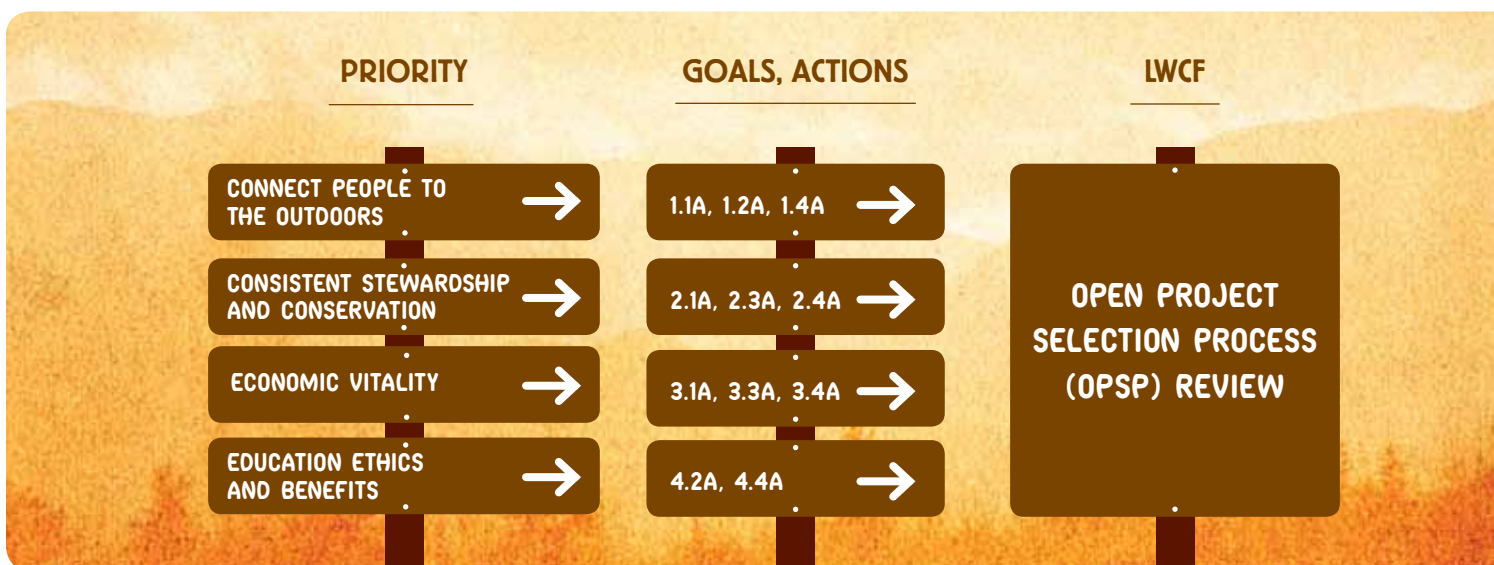 PRIORITY
GOALS, ACTIONS
LWCF
CONNECT PEOPLE TO
THE OUTDOORS
1.1A, 1.2A, 1.4A
CONSISTENT STEWARDSHIP
AND CONSERVATION
2.1A, 2.3A, 2.4A
ECONOMIC VITALITY
3.1A, 3.3A, 3.4A
EDUCATION ETHICS
AND BENEFITS
4.2A, 4.4A
OPEN PROJECT
SELECTION PROCESS
(OPSP) REVIEW